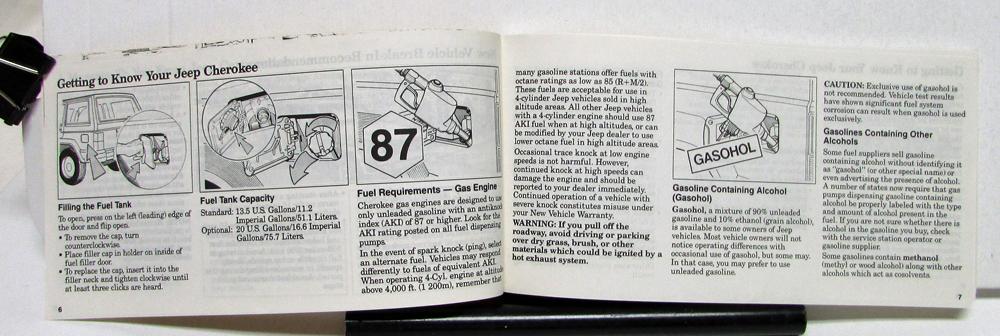 Getting to Know Your Jeep Cherokee
Filling the Fuel Tank
To open, press on the left (leading) edge of
the door and flip open.
• To remove the cap, turn
counterclockwise.
• Place filler cap in holder on inside of
fuel filler door.
• To replace the cap, insert it into the
filler neck and tighten clockwise until
at least three clicks are heard.
6
Fuel Tank Capacity
Standard: 13.5 U.S. Gallons/11.2
Imperial Gallons/51.1 Liters.
Optional: 20 U.S. Gallons/16.6 Imperial
Gallons/75.7 Liters.
87
Fuel Requirements — Gas Engine
Cherokee gas engines are designed to use
only unleaded gasoline with an antiknock
index (AKI) of 87 or higher. Look for the
AKI rating posted on all fuel dispensing
pumps.
In the event of spark knock (ping), select
an alternate fuel. Vehicles may respond
differently to fuels of equivalent AKI.
When operating 4-Cyl. engine at altitude
above 4,000 ft. (1 200m), remember that
many gasoline stations offer fuels with
octane ratings as low as 85 (R+M/2).
These fuels are acceptable for use in
4-cylinder Jeep vehicles sold in high
altitude areas. All other Jeep vehicles
with a 4-cylinder engine should use 87
AKI fuel when at high altitudes, or can
be modified by your Jeep dealer to use
lower octane fuel in high altitude areas.
Occasional trace knock at low engine
speeds is not harmful. However,
continued knock at high speeds can
damage the engine and should be
reported to your dealer immediately.
Continued operation of a vehicle with
severe knock constitutes misuse under
your New Vehicle Warranty.
WARNING: If you pull off the
roadway, avoid driving or parking
over dry grass, brush, or other
materials which could be ignited by a
hot exhaust system.
GASOHOL
Gasoline Containing Alcohol
(Gasohol)
Gasohol, a mixture of 90% unleaded
gasoline and 10% ethanol (grain alcohol),
is available to some owners of Jeep
vehicles. Most vehicle owners will not
notice operating differences with
occasional use of gasohol, but some may.
In that case, you may prefer to use
unleaded gasoline.
CAUTION: Exclusive use of gasohol is
not recommended. Vehicle test results
have shown significant fuel system
corrosion can result when gasohol is used
exclusively.
Gasolines Containing Other
Alcohols
Some fuel suppliers sell gasoline
containing alcohol without identifying it
as "gasohol" (or other special name) or
even advertising the presence of alcohol.
A number of states now require that gas
pumps dispensing gasoline containing
alcohol be properly labeled with the type
and amount of alcohol present in the
fuel. If you are not sure whether there is
alcohol in the gasoline you buy, check
with the service station operator or
gasoline supplier.
Some gasolines contain methanol
(methyl or wood alcohol) along with other
alcohols which act as cosolvents.
7